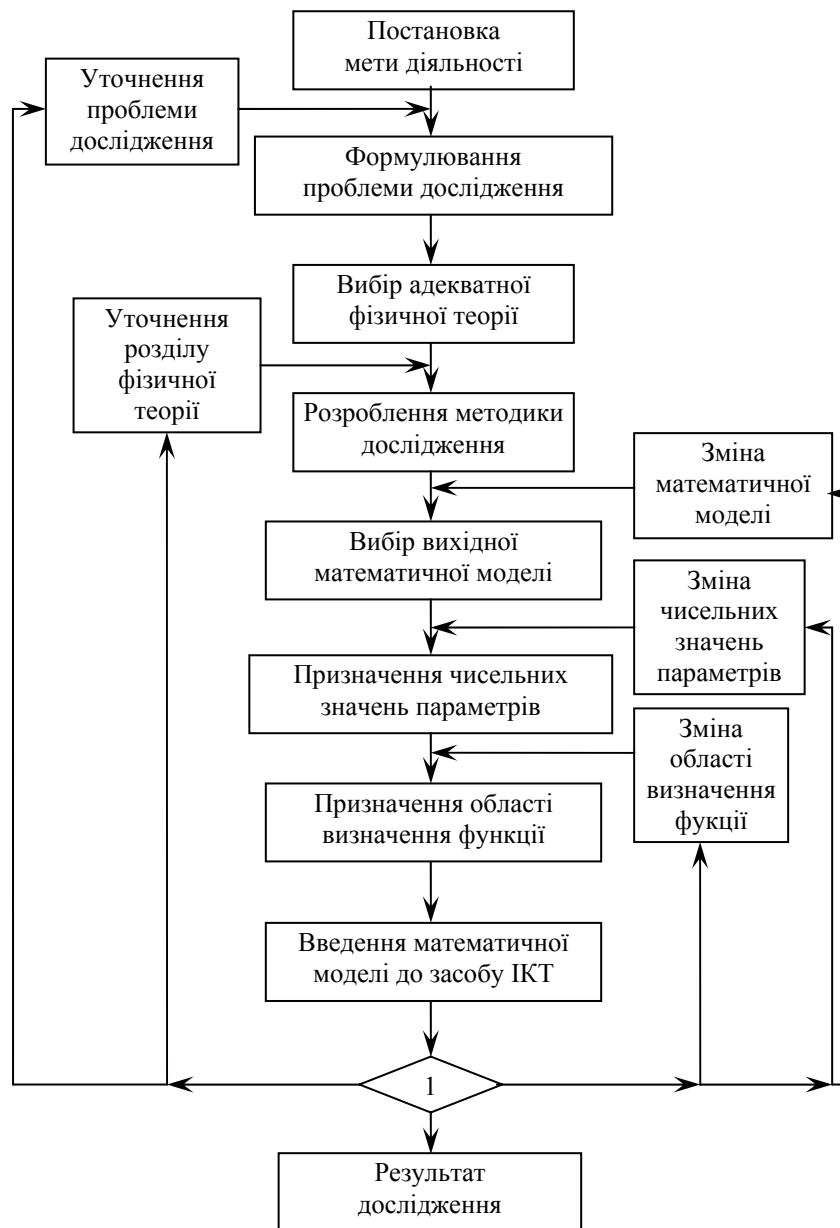 Постановка
мети діяльності
Уточнення
проблеми
дослідження
Формулювання
проблеми дослідження
Вибір адекватної
фізичної теорії
Уточнення
розділу
фізичної
теорії
Розроблення методики
дослідження
Зміна
математичної
моделі
Вибір вихідної
математичної моделі
Зміна
чисельних
значень
параметрів
Призначення чисельних
значень параметрів
Зміна
області
визначення
фукції
Призначення області
визначення функції
Введення математичної
моделі до засобу ІКТ
1
Результат
дослідження